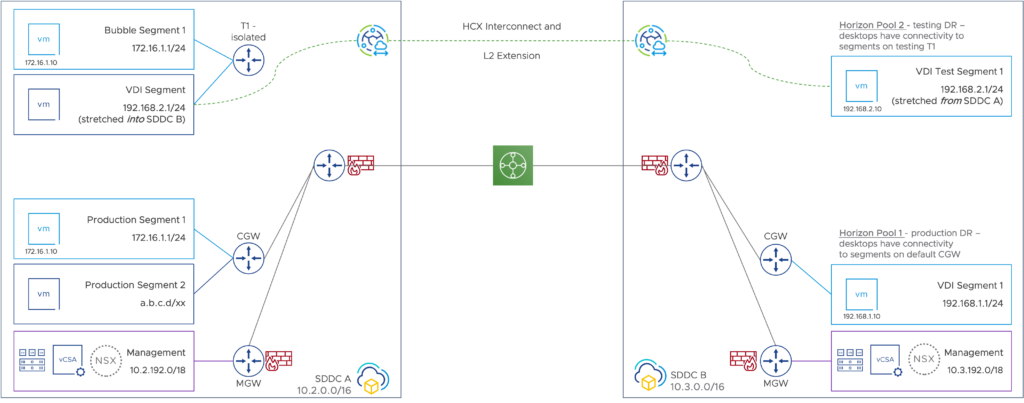 Bubble Segment 1
172.16.1.1/24
vm
172.16.1.10
T1 -
isolated
VDI Segment
192.168.2.1/24
(stretched into SDDC B)
vm
Production Segment 1
172.16.1.1/24
vm
172.16.1.10
CGW
Production Segment 2
a.b.c.d/xx
vm
vCSA
NSX
Management
10.2.192.0/18
MGW
SDDC A
10.2.0.0/16
HCX Interconnect and
L2 Extension
Horizon Pool 2 - testing DR –
desktops have connectivity
to segments on testing T1
VDI Test Segment 1
192.168.2.1/24
(stretched from SDDC A)
vm
192.168.2.10
CGW
Horizon Pool 1 - production DR –
desktops have connectivity
to segments on default CGW
VDI Segment 1
192.168.1.1/24
vm
192.168.1.10
SDDC B
10.3.0.0/16
MGW
vCSA
NSX
Management
10.3.192.0/18